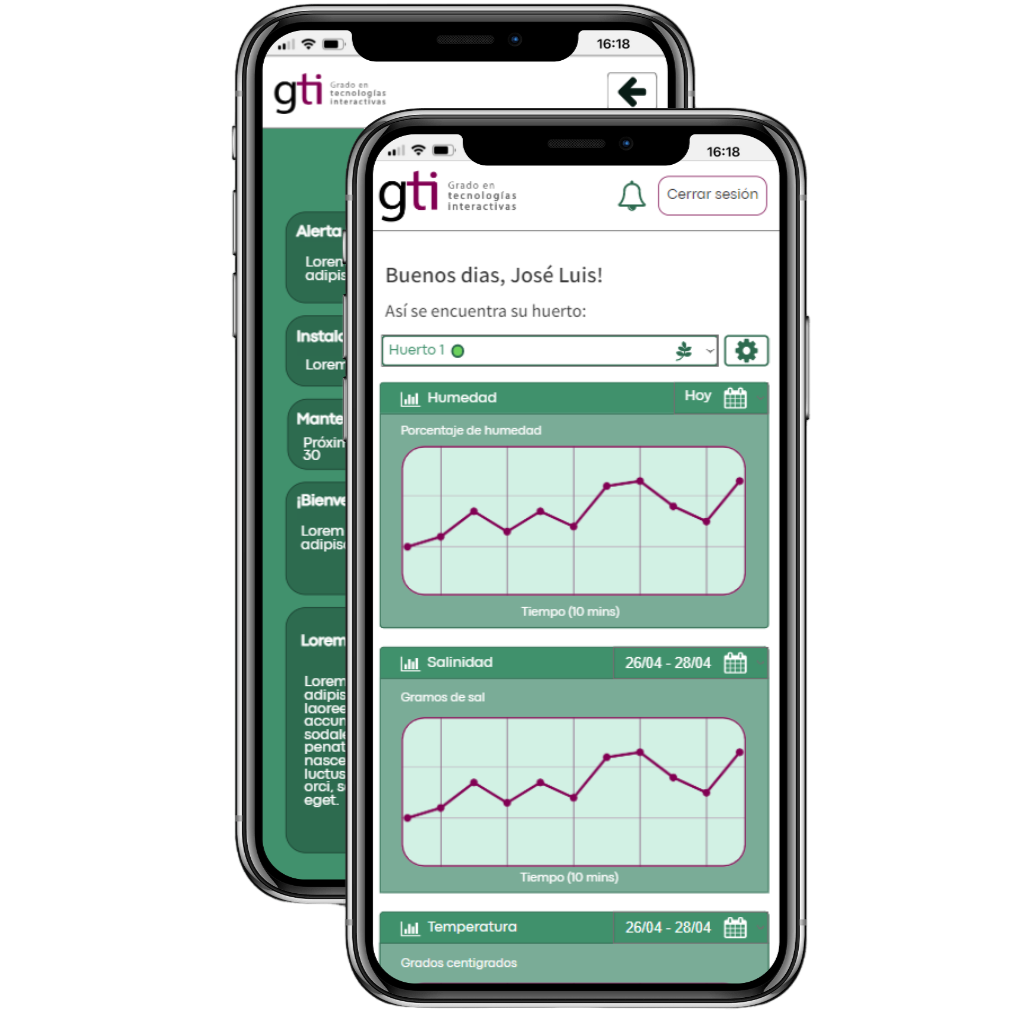 16:18
gti
Grado en
tecnologías
interactivas
Alerta
Lorem
adipis
Instala
Lorem
Mante
Próxim
30
¡Bienve
Lorem
adipis
Lorem
Lorem
adipis
laoree
accun
sodale
penat
nasce
luctus
orci, s
eget.
16:18
gti
Grado en
tecnologías
interactivas
Cerrar sesión
Buenos dias, José Luis!
Así se encuentra su huerto:
Huerto 1
Humedad
Hoy
Porcentaje de humedad
Tiempo (10 mins)
Salinidad
26/04 - 28/04
Gramos de sal
Tiempo (10 mins)
Temperatura
26/04 - 28/04
Grados centigrados